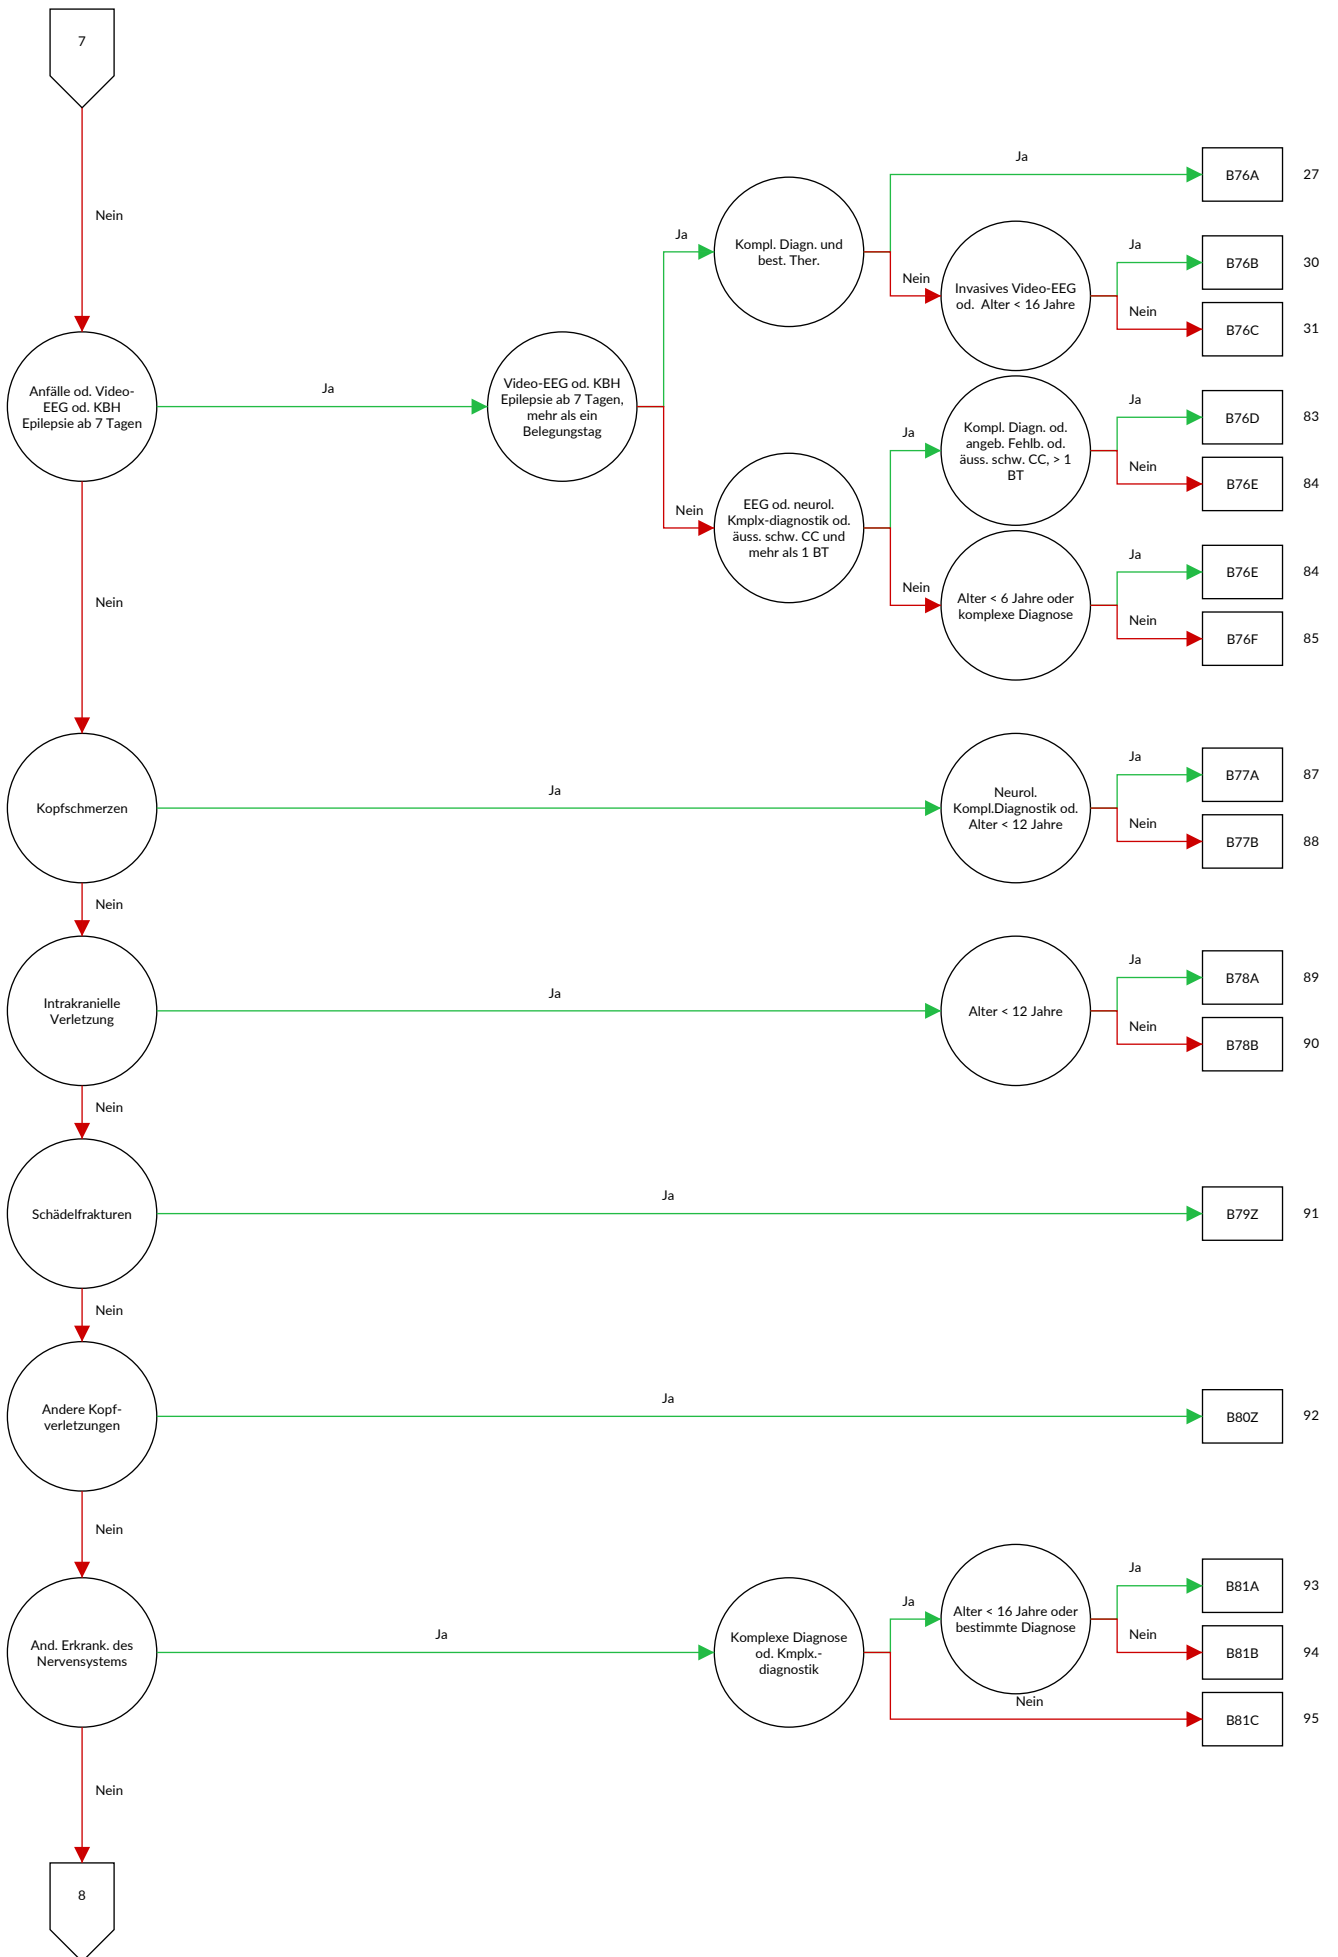 7
Nein
Ja
B76A
27
Ja
Kompl. Diagn. und
best. Ther.
Nein
Invasives Video-EEG
od. Alter < 16 Jahre
Ja
B76B
30
Nein
B76C
31
Anfälle od. Video-
EEG od. KBH
Epilepsie ab 7 Tagen
Ja
Video-EEG od. KBH
Epilepsie ab 7 Tagen,
mehr als ein
Belegungstag
Nein
EEG od. neurol.
Kmplx-diagnostik od.
äuss. schw. CC und
mehr als 1 BT
Ja
Kompl. Diagn. od.
angeb. Fehlb. od.
äuss. schw. CC, > 1
BT
Ja
B76D
83
Nein
B76E
84
Nein
Alter < 6 Jahre oder
komplexe Diagnose
Ja
B76E
84
Nein
B76F
85
Nein
Kopfschmerzen
Ja
Neurol.
Kompl.Diagnostik od.
Alter < 12 Jahre
Ja
B77A
87
Nein
B77B
88
Nein
Intrakranielle
Verletzung
Ja
Alter < 12 Jahre
Ja
B78A
89
Nein
B78B
90
Nein
Schädelfrakturen
Ja
B79Z
91
Nein
Andere Kopf-
verletzungen
Ja
B80Z
92
Nein
And. Erkrank. des
Nervensystems
Ja
Komplexe Diagnose
od. Kmplx.-
diagnostik
Ja
Alter < 16 Jahre oder
bestimmte Diagnose
Ja
B81A
93
Nein
B81B
94
Nein
B81C
95
Nein
8